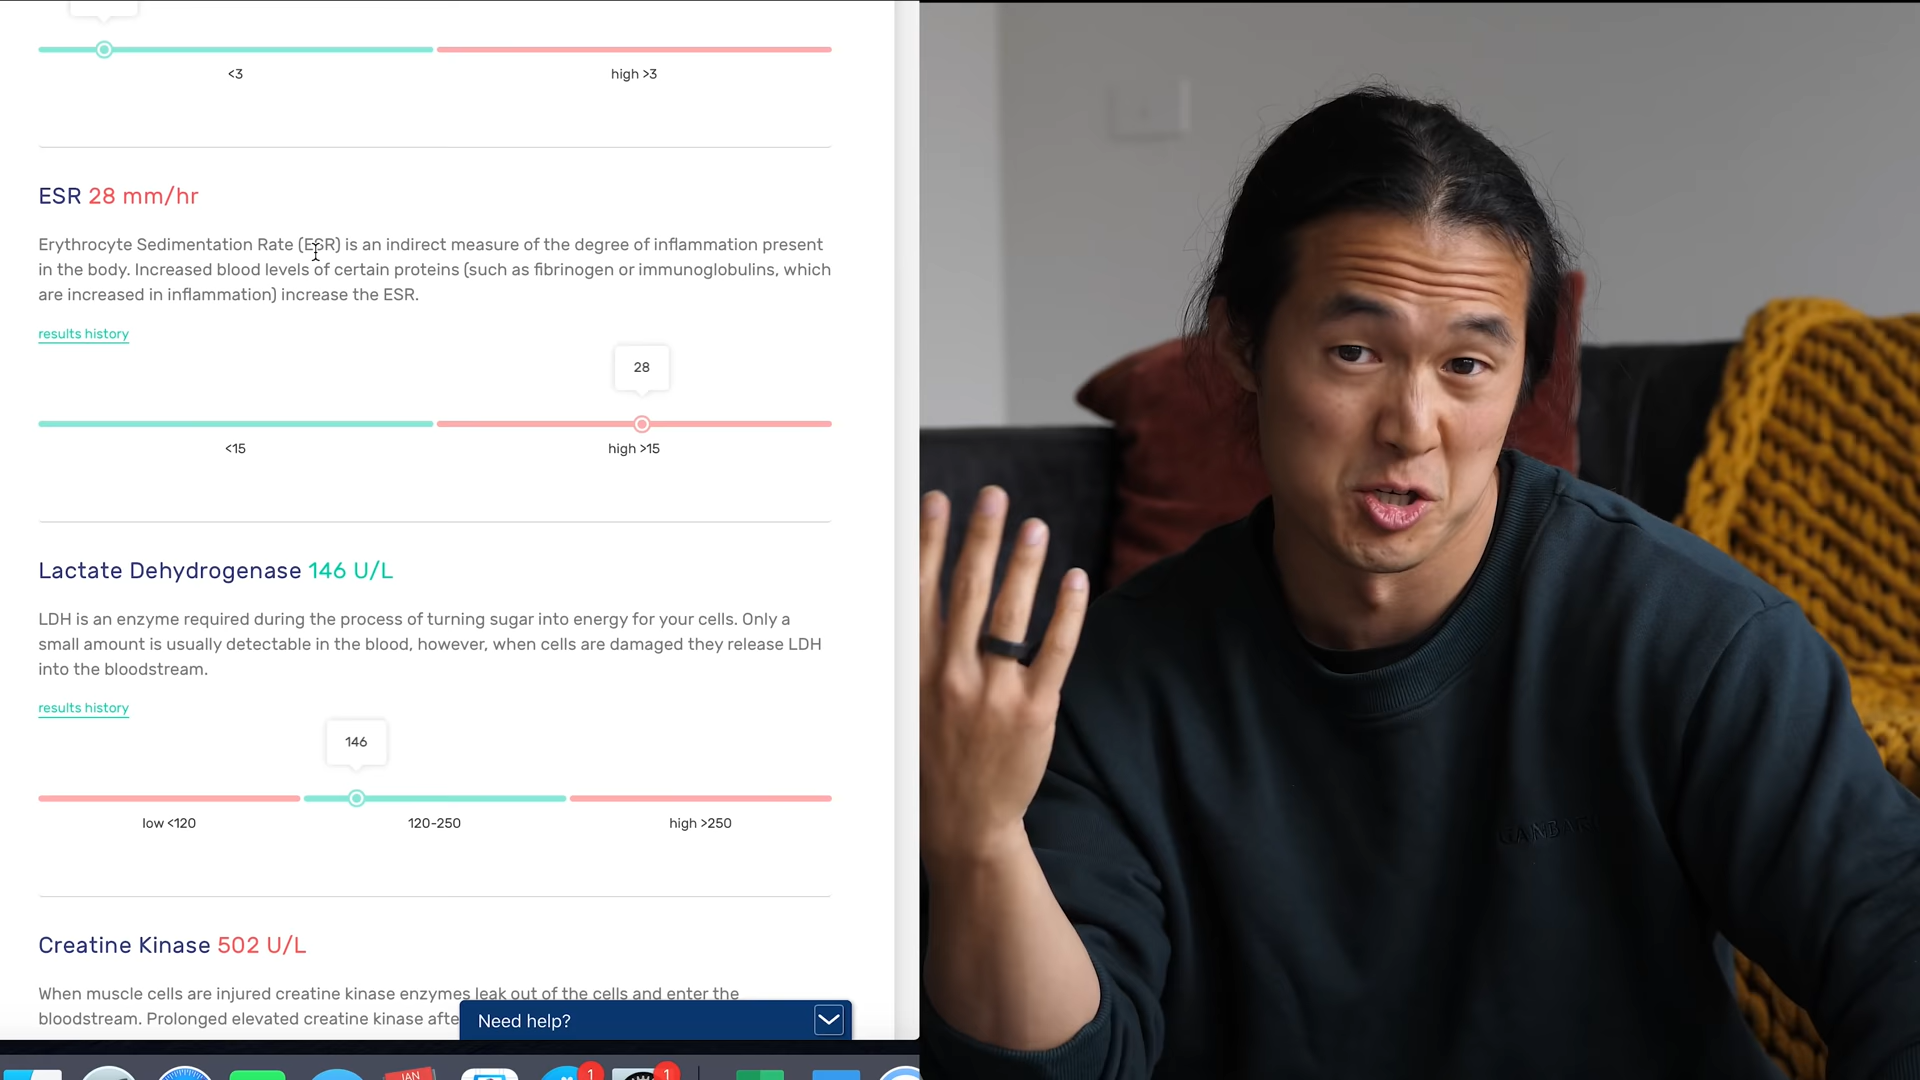 <3
high >3
ESR 28 mm/hr
Erythrocyte Sedimentation Rate (ESR) is an indirect measure of the degree of inflammation present
in the body. Increased blood levels of certain proteins (such as fibrinogen or immunoglobulins, which
are increased in inflammation) increase the ESR.
results history
28
<15
high >15
Lactate Dehydrogenase 146 U/L
LDH is an enzyme required during the process of turning sugar into energy for your cells. Only a
small amount is usually detectable in the blood, however, when cells are damaged they release LDH
into the bloodstream.
results history
146
low <120
120-250
high >250
Creatine Kinase 502 U/L
When muscle cells are injured creatine kinase enzymes leak out of the cells and enter the
bloodstream. Prolonged elevated creatine kinase afte
Need help?
JAN
1
1